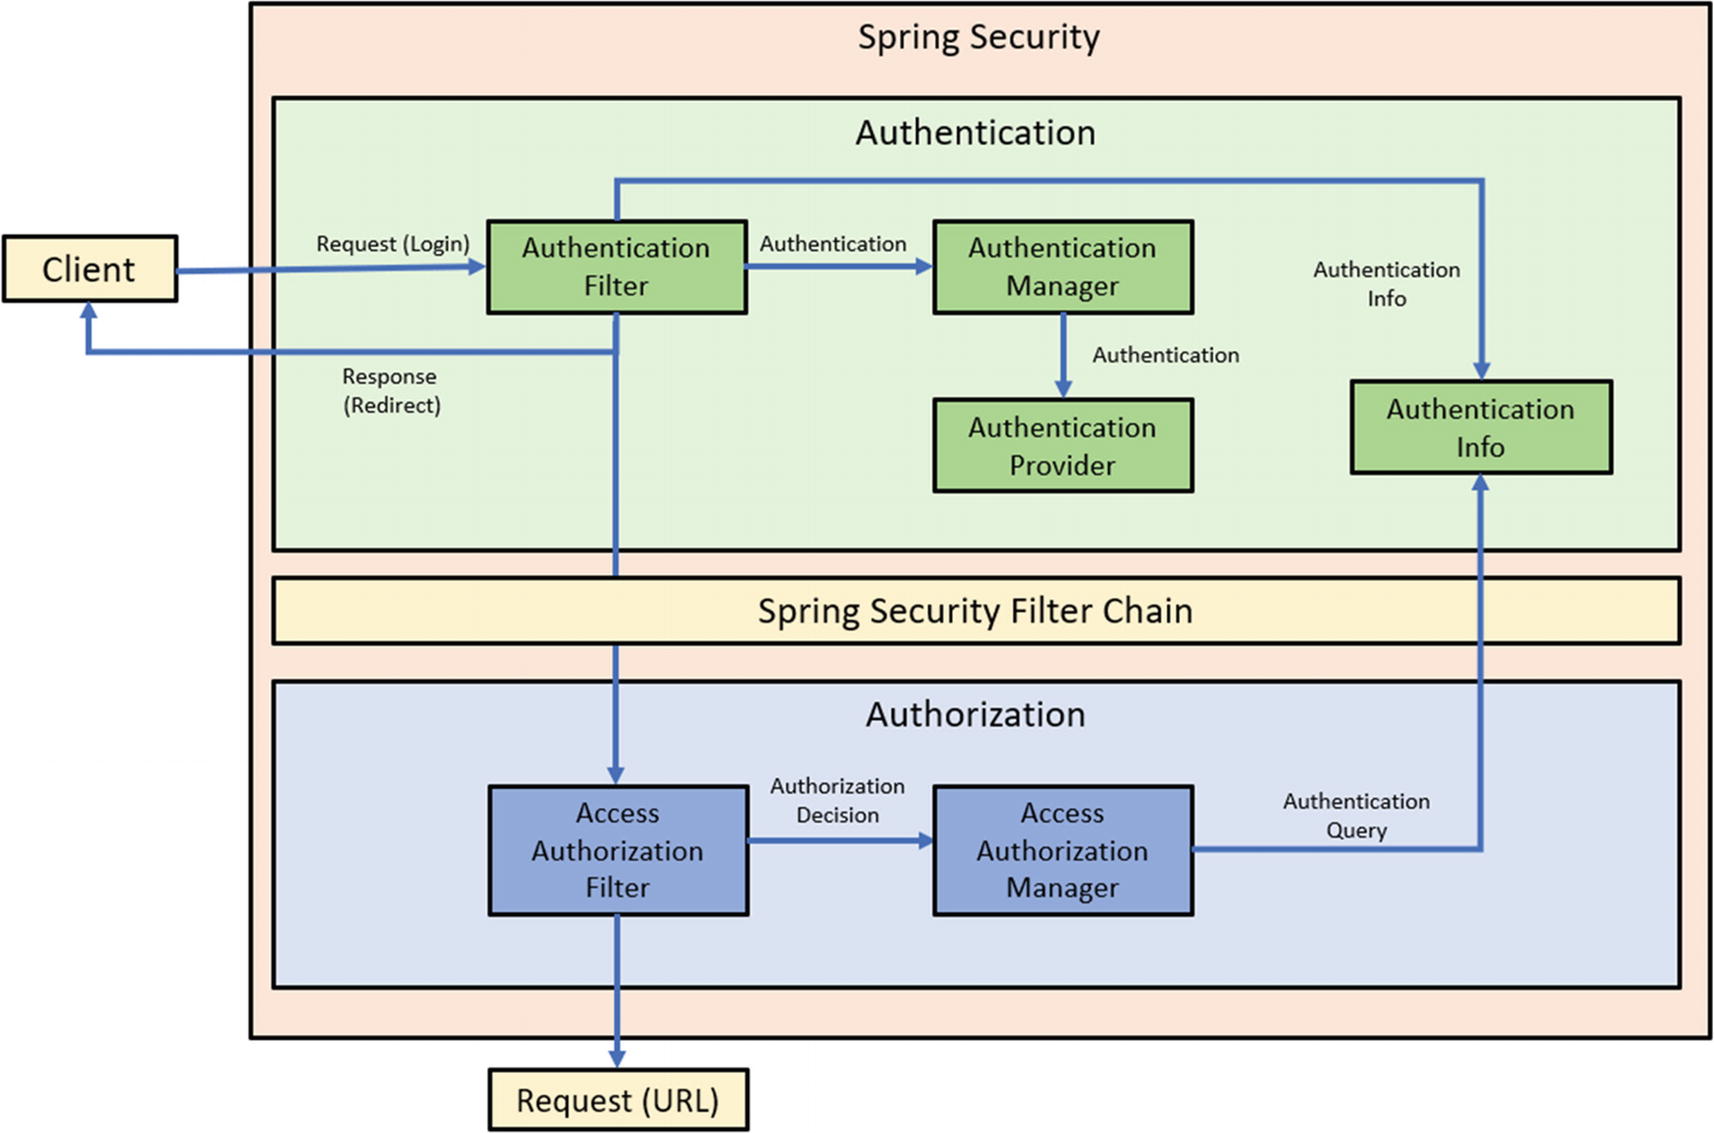 Spring Security
Authentication
Client
Request (Login)
Authentication
Filter
Authentication
Authentication
Manager
Authentication
Info
Response
(Redirect)
Authentication
Authentication
Provider
Authentication
Info
Spring Security Filter Chain
Authorization
Access
Authorization
Filter
Authorization
Decision
Access
Authorization
Manager
Authentication
Query
Request (URL)